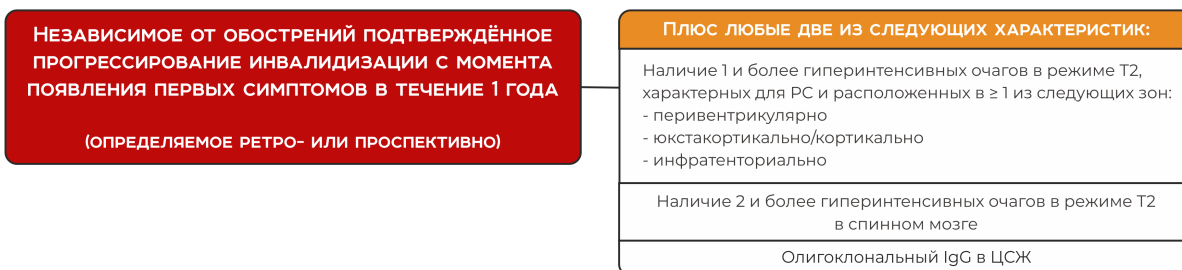 Независимое от обострений подтверждённое
прогрессирование инвалидизации с момента
появления первых симптомов в течение 1 года
(определяемое ретро- или проспективно)
Плюс любые две из следующих характеристик:
Наличие 1 и более гиперинтенсивных очагов в режиме Т2,
характерных для РС и расположенных в ≥ 1 из следующих зон:
- перивентрикулярно
- юкстакортикально/кортикально
- инфратенториально
Наличие 2 и более гиперинтенсивных очагов в режиме Т2
в спинном мозге
Олигоклональный IgG в ЦСЖ